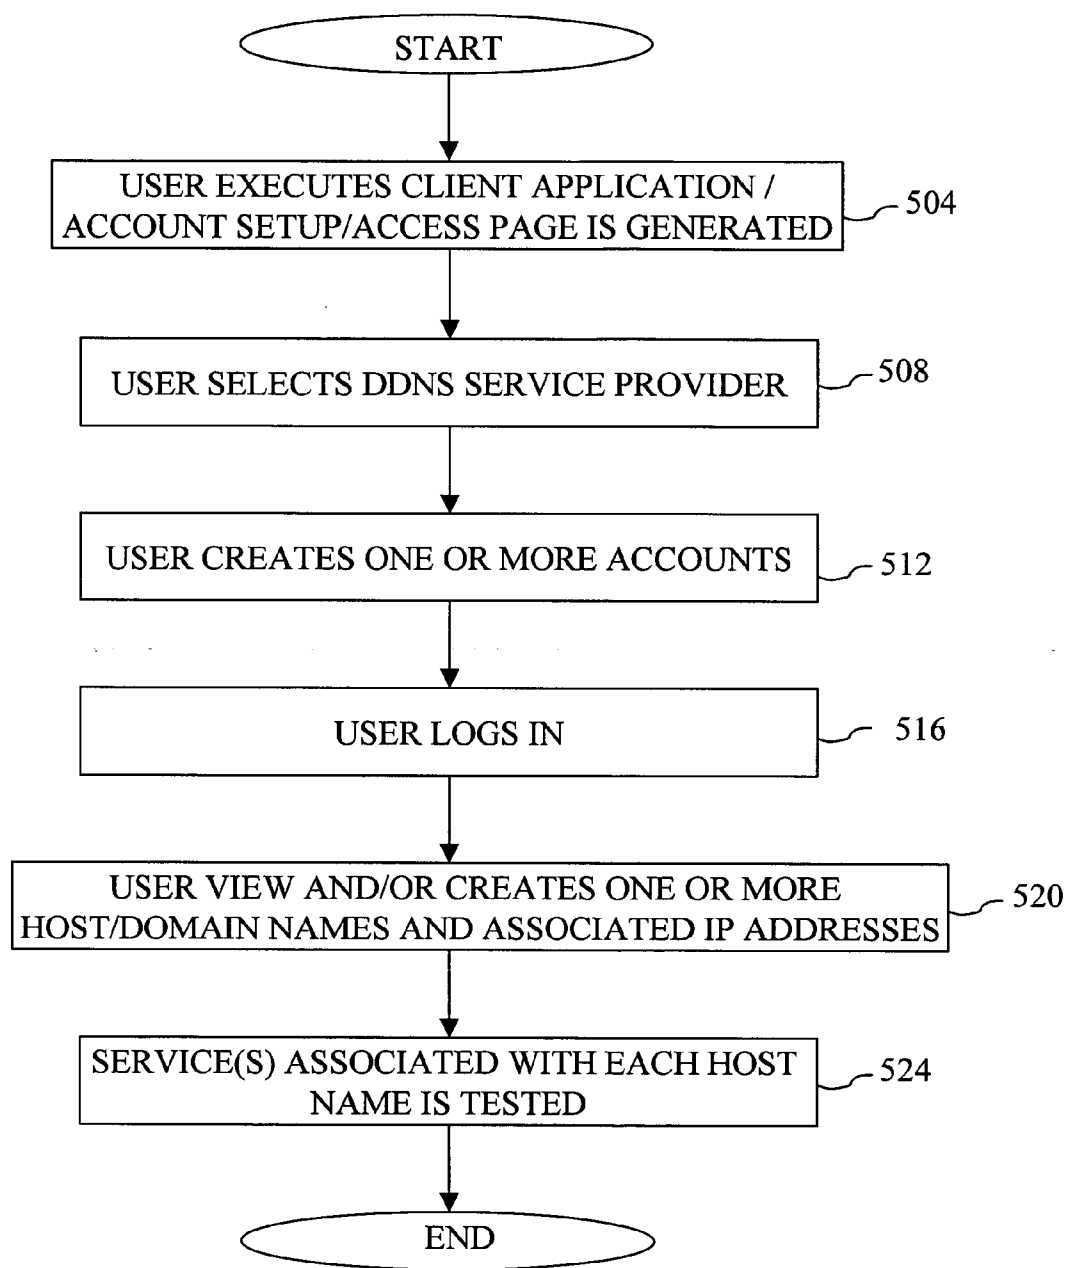 START
USER EXECUTES CLIENT APPLICATION /
ACCOUNT SETUP/ACCESS PAGE IS GENERATED
504
USER SELECTS DDNS SERVICE PROVIDER
508
USER CREATES ONE OR MORE ACCOUNTS
512
USER LOGS IN
516
USER VIEW AND/OR CREATES ONE OR MORE
HOST/DOMAIN NAMES AND ASSOCIATED IP ADDRESSES
520
SERVICE(S) ASSOCIATED WITH EACH HOST
NAME IS TESTED
524
END